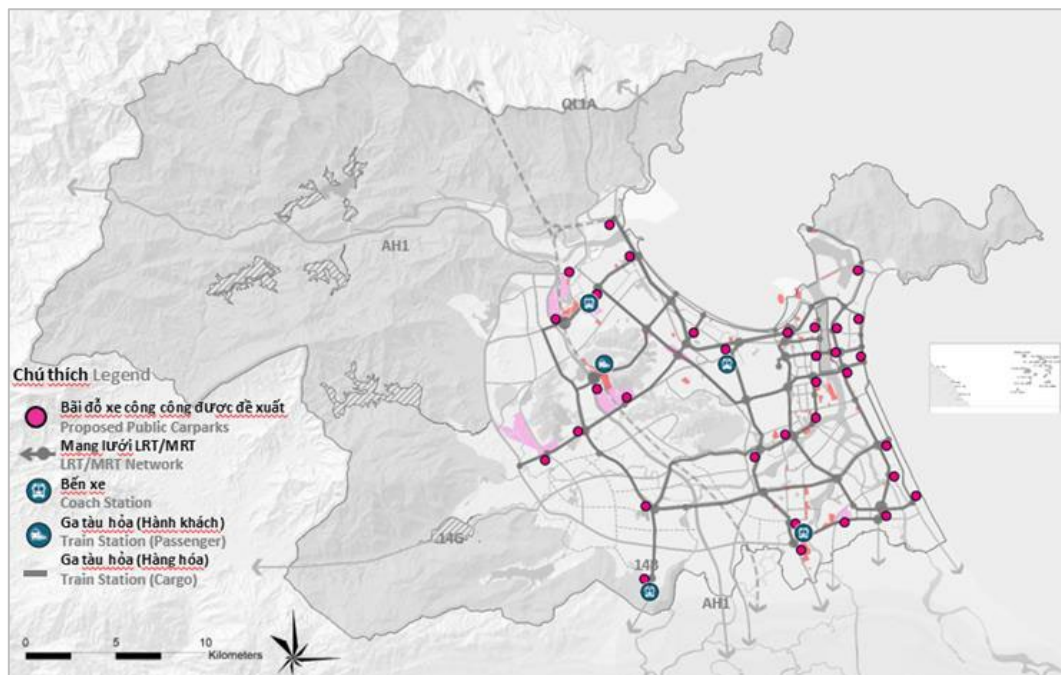 QL1A
AH1
Chú thích Legend
Bãi đỗ xe công cộng được đề xuất
Proposed Public Carparks
Mạng lưới LRT/MRT
LRT/MRT Network
Bến xe
Coach Station
Ga tàu hỏa (Hành khách)
Train Station (Passenger)
Ga tàu hỏa (Hàng hóa)
Train Station (Cargo)
14G
14B
AH1
0 5 10
Kilometers